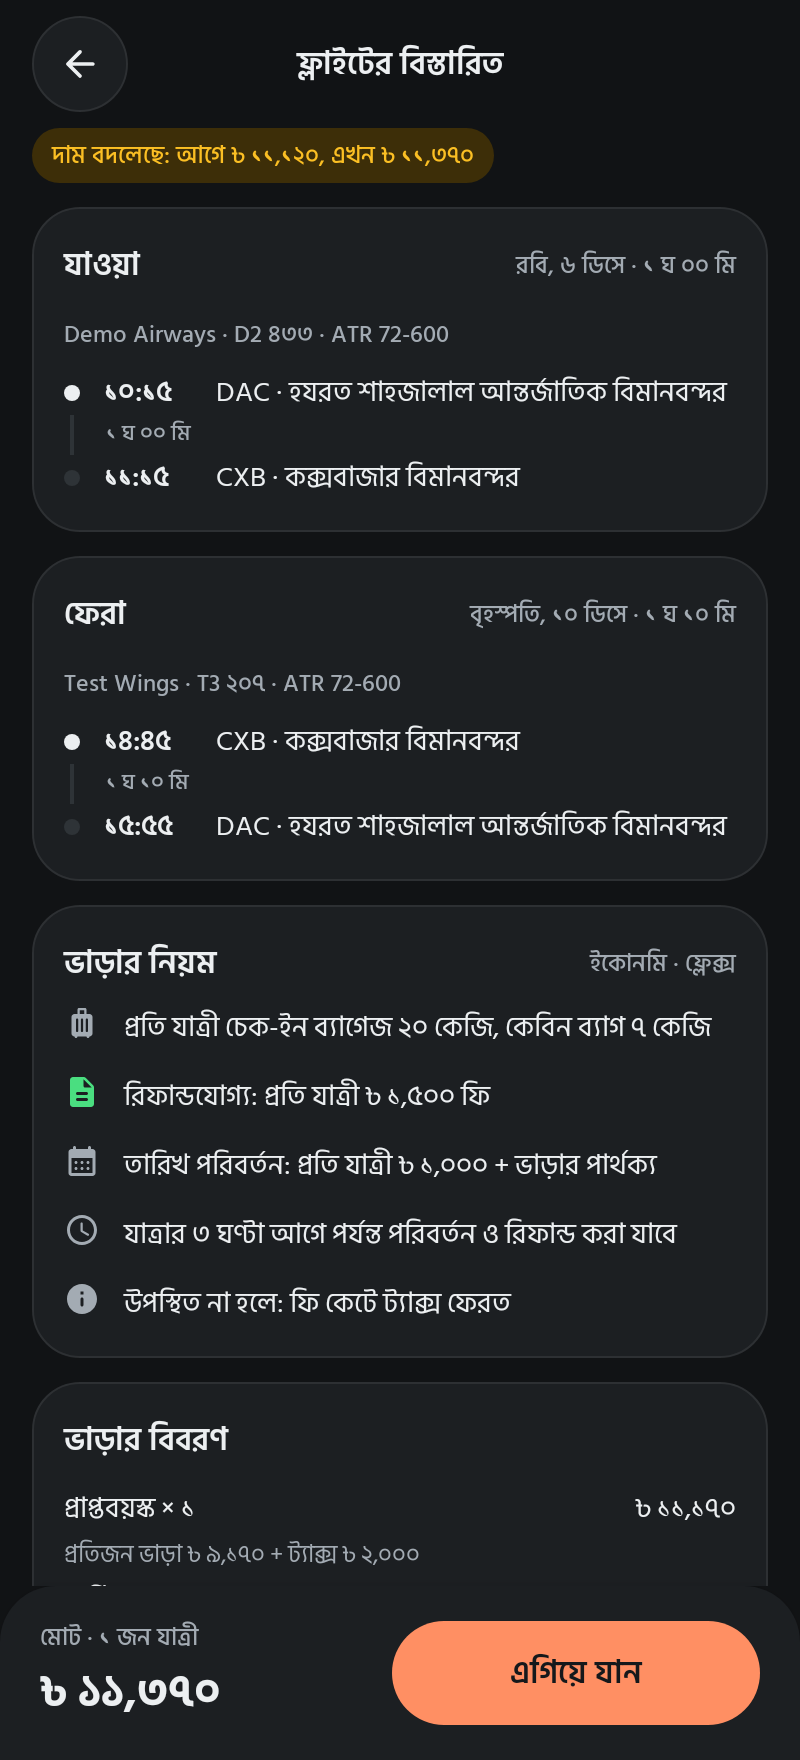 ফ্লাইটের বিস্তারিত
দাম বদলেছে: আগে ৳ ১১,১২০, এখন ৳ ১১,৩৭০
যাওয়া
রবি, ৬ ডিসে · ১ ঘ ০০ মি
Demo Airways · D2 ৪৩৩ · ATR 72-600
১০:১৫ DAC · হযরত শাহজালাল আন্তর্জাতিক বিমানবন্দর
১ ঘ ০০ মি
১১:১৫ CXB · কক্সবাজার বিমানবন্দর
ফেরা
বৃহস্পতি, ১০ ডিসে · ১ ঘ ১০ মি
Test Wings · T3 ২০৭ · ATR 72-600
১৪:৪৫ CXB · কক্সবাজার বিমানবন্দর
১ ঘ ১০ মি
১৫:৫৫ DAC · হযরত শাহজালাল আন্তর্জাতিক বিমানবন্দর
ভাড়ার নিয়ম
ইকোনমি · ফ্লেক্স
প্রতি যাত্রী চেক-ইন ব্যাগেজ ২০ কেজি, কেবিন ব্যাগ ৭ কেজি
রিফান্ডযোগ্য: প্রতি যাত্রী ৳ ১,৫০০ ফি
তারিখ পরিবর্তন: প্রতি যাত্রী ৳ ১,০০০ + ভাড়ার পার্থক্য
যাত্রার ৩ ঘণ্টা আগে পর্যন্ত পরিবর্তন ও রিফান্ড করা যাবে
উপস্থিত না হলে: ফি কেটে ট্যাক্স ফেরত
ভাড়ার বিবরণ
প্রাপ্তবয়স্ক × ১ ৳ ১১,১৭০
প্রতিজন ভাড়া ৳ ৯,১৭০ + ট্যাক্স ৳ ২,০০০
মোট · ১ জন যাত্রী
৳ ১১,৩৭০
এগিয়ে যান